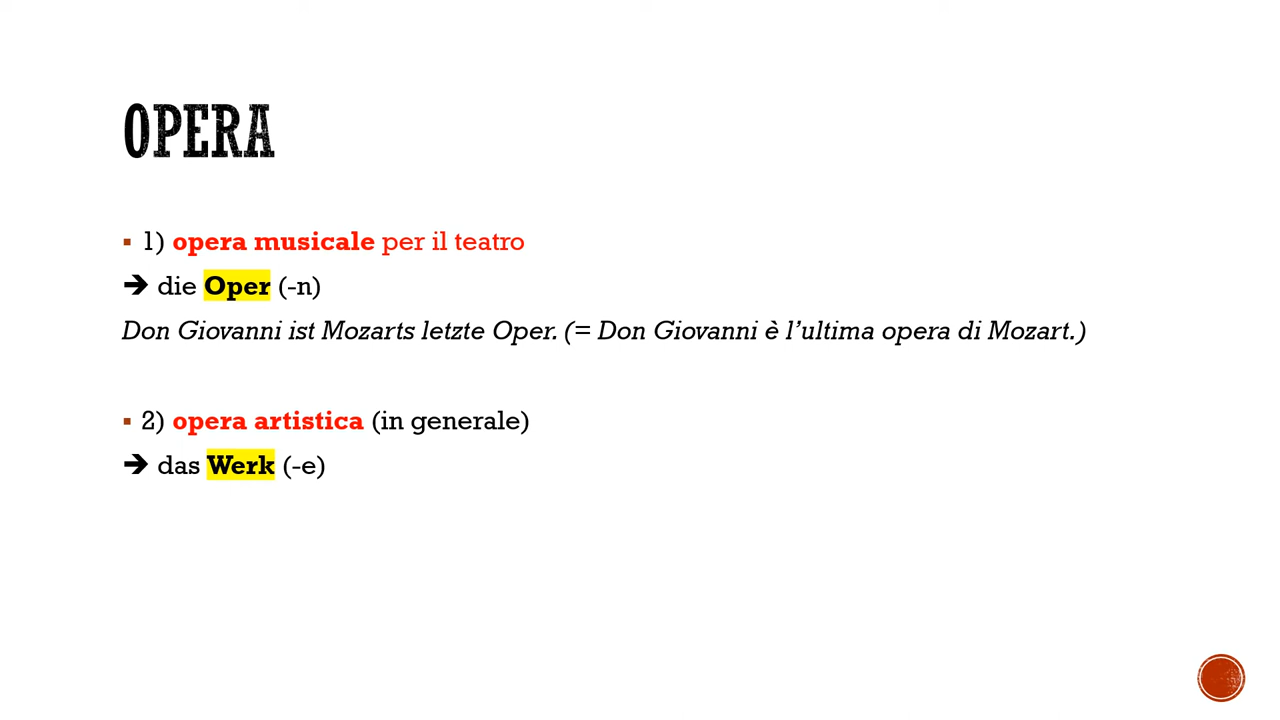 OPERA
▪ 1) opera musicale per il teatro
➔ die Oper (-n)
Don Giovanni ist Mozarts letzte Oper. (= Don Giovanni è l’ultima opera di Mozart.)
▪ 2) opera artistica (in generale)
➔ das Werk (-e)